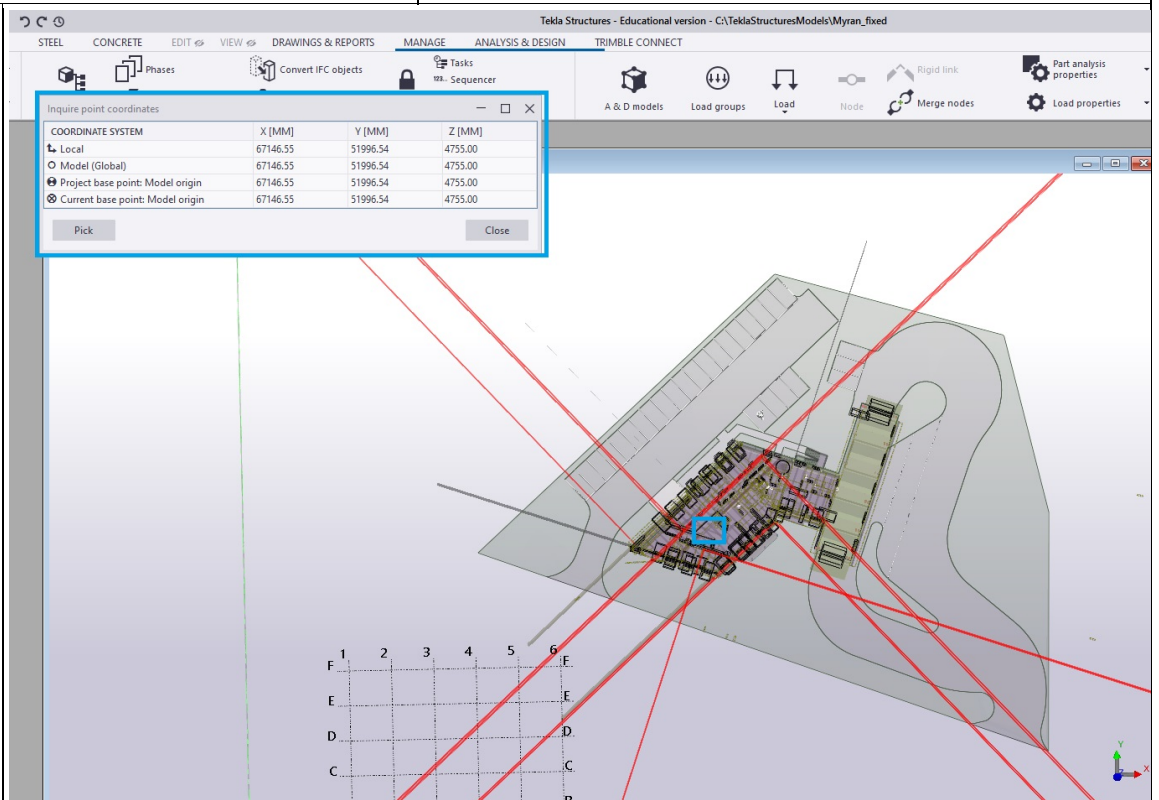 Tekla Structures - Educational version - C:\TeklaStructuresModels\Myran_fixed
STEEL CONCRETE EDIT VIEW DRAWINGS & REPORTS MANAGE ANALYSIS & DESIGN TRIMBLE CONNECT
Phases
Convert IFC objects
Tasks
123.. Sequencer
A & D models
Load groups
Load
Node
Rigid link
Merge nodes
Part analysis
properties
Load properties
Inquire point coordinates
COORDINATE SYSTEM X [MM] Y [MM] Z [MM]
Local 67146.55 51996.54 4755.00
Model (Global) 67146.55 51996.54 4755.00
Project base point: Model origin 67146.55 51996.54 4755.00
Current base point: Model origin 67146.55 51996.54 4755.00
Pick Close
1 2 3 4 5 6
F F
E E
D D
C C
Y
X